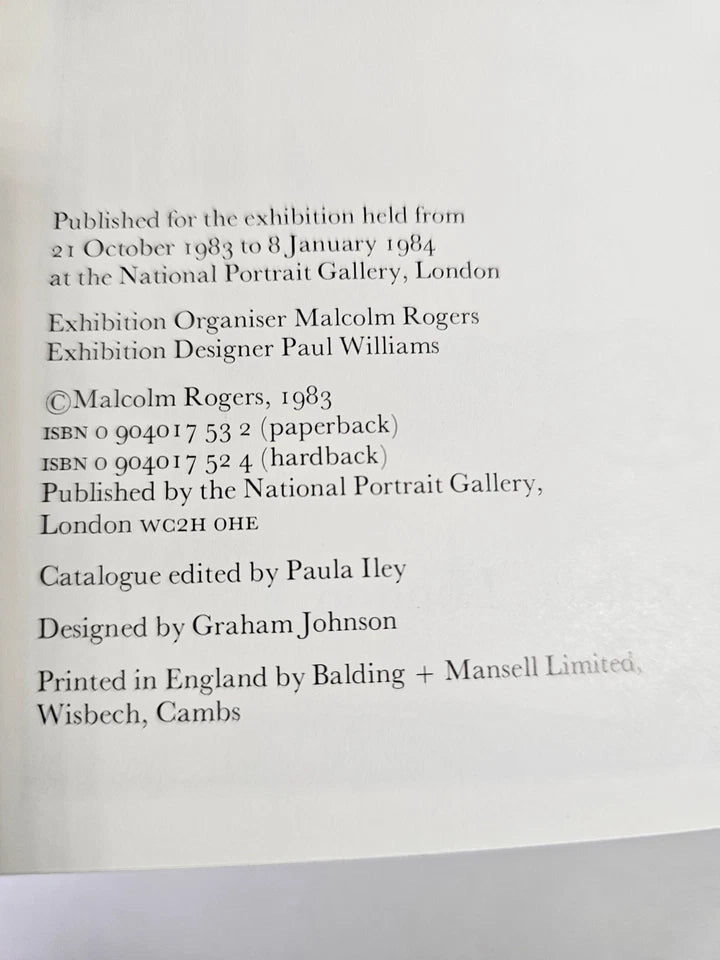 Published for the exhibition held from
21 October 1983 to 8 January 1984
at the National Portrait Gallery, London
Exhibition Organiser Malcolm Rogers
Exhibition Designer Paul Williams
©Malcolm Rogers, 1983
ISBN 0 904017 53 2 (paperback)
ISBN 0 904017 52 4 (hardback)
Published by the National Portrait Gallery,
London WC2H OHE
Catalogue edited by Paula Iley
Designed by Graham Johnson
Printed in England by Balding + Mansell Limited,
Wisbech, Cambs